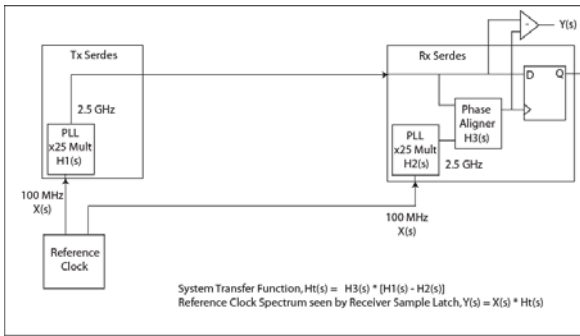 Y(s)
Tx Serdes
Rx Serdes
D
Q
2.5 GHz
PLL
x25 Mult
H1(s)
Phase
Aligner
H3(s)
PLL
x25 Mult
H2(s)
2.5 GHz
100 MHz
X(s)
100 MHz
X(s)
Reference
Clock
System Transfer Function, Ht(s) = H3(s) * [H1(s) - H2(s)]
Reference Clock Spectrum seen by Receiver Sample Latch, Y(s) = X(s) * Ht(s)